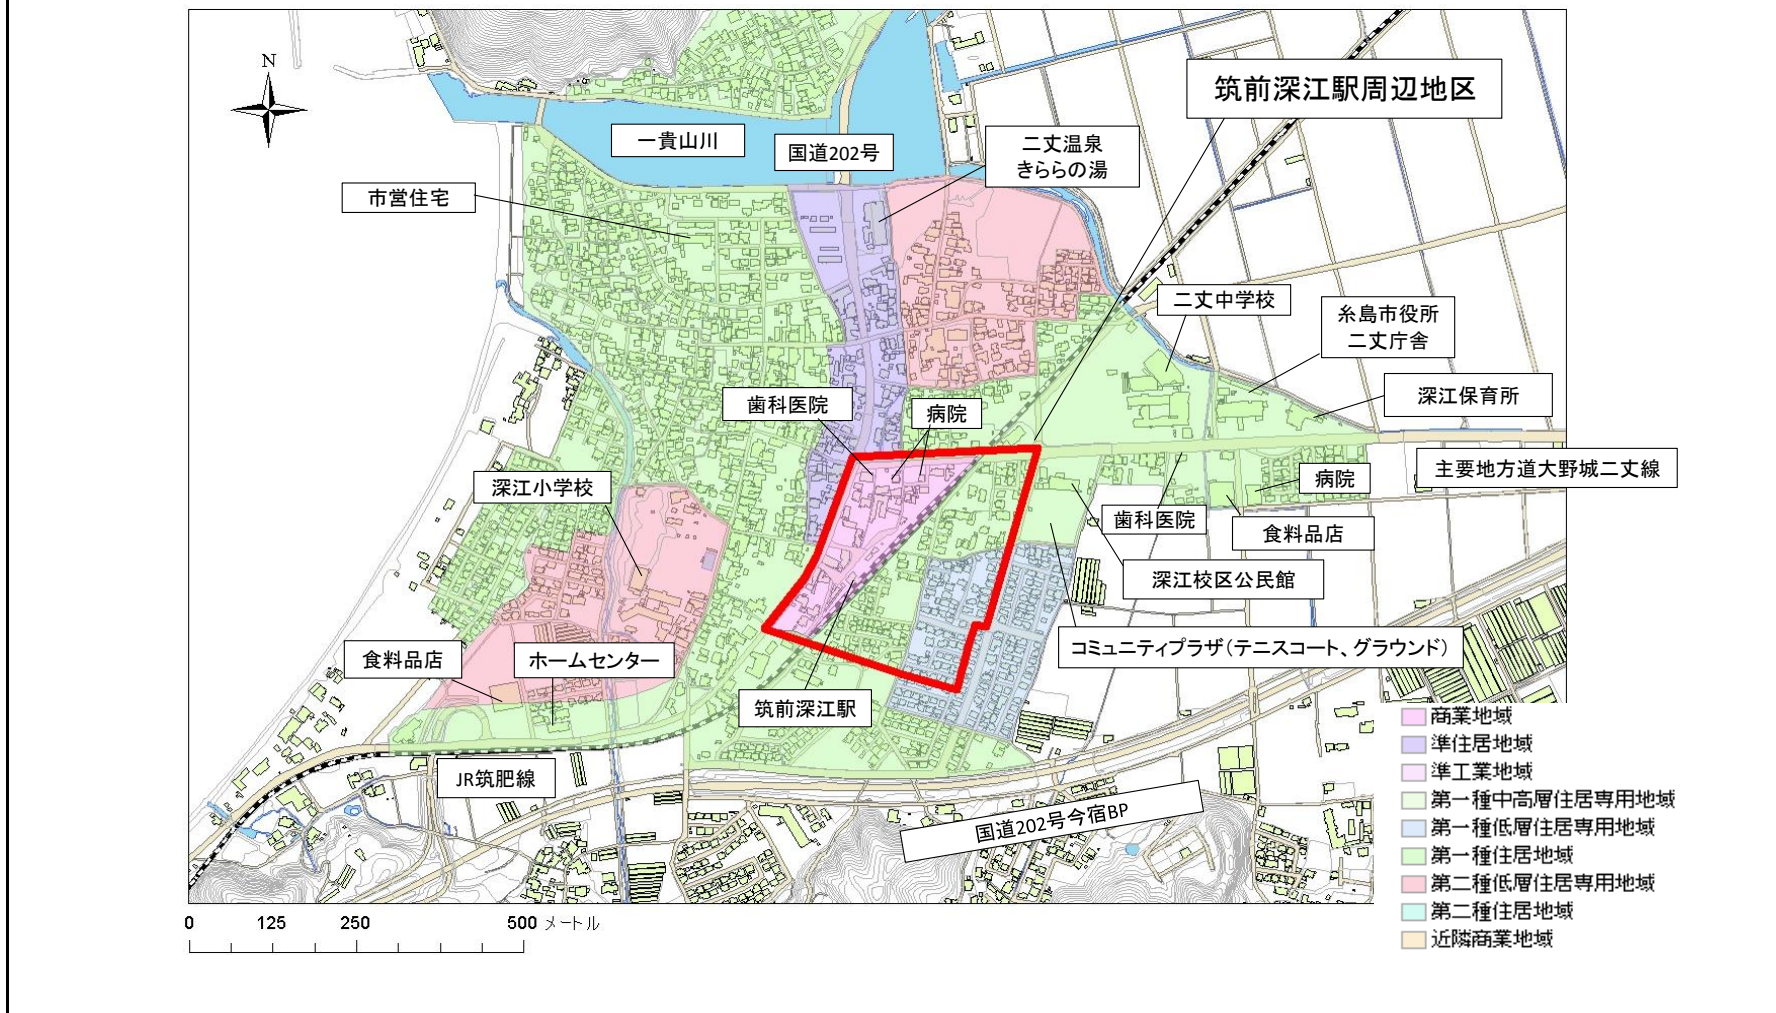 N
筑前深江駅周辺地区
一貴山川
国道202号
二丈温泉
きららの湯
市営住宅
二丈中学校
糸島市役所
二丈庁舎
深江保育所
歯科医院
病院
主要地方道大野城二丈線
深江小学校
病院
歯科医院
食料品店
深江校区公民館
コミュニティプラザ(テニスコート、グラウンド)
食料品店
ホームセンター
筑前深江駅
JR筑肥線
国道202号今宿BP
商業地域
準住居地域
準工業地域
第一種中高層住居専用地域
第一種低層住居専用地域
第一種住居地域
第二種低層住居専用地域
第二種住居地域
近隣商業地域
0 125 250 500 メートル